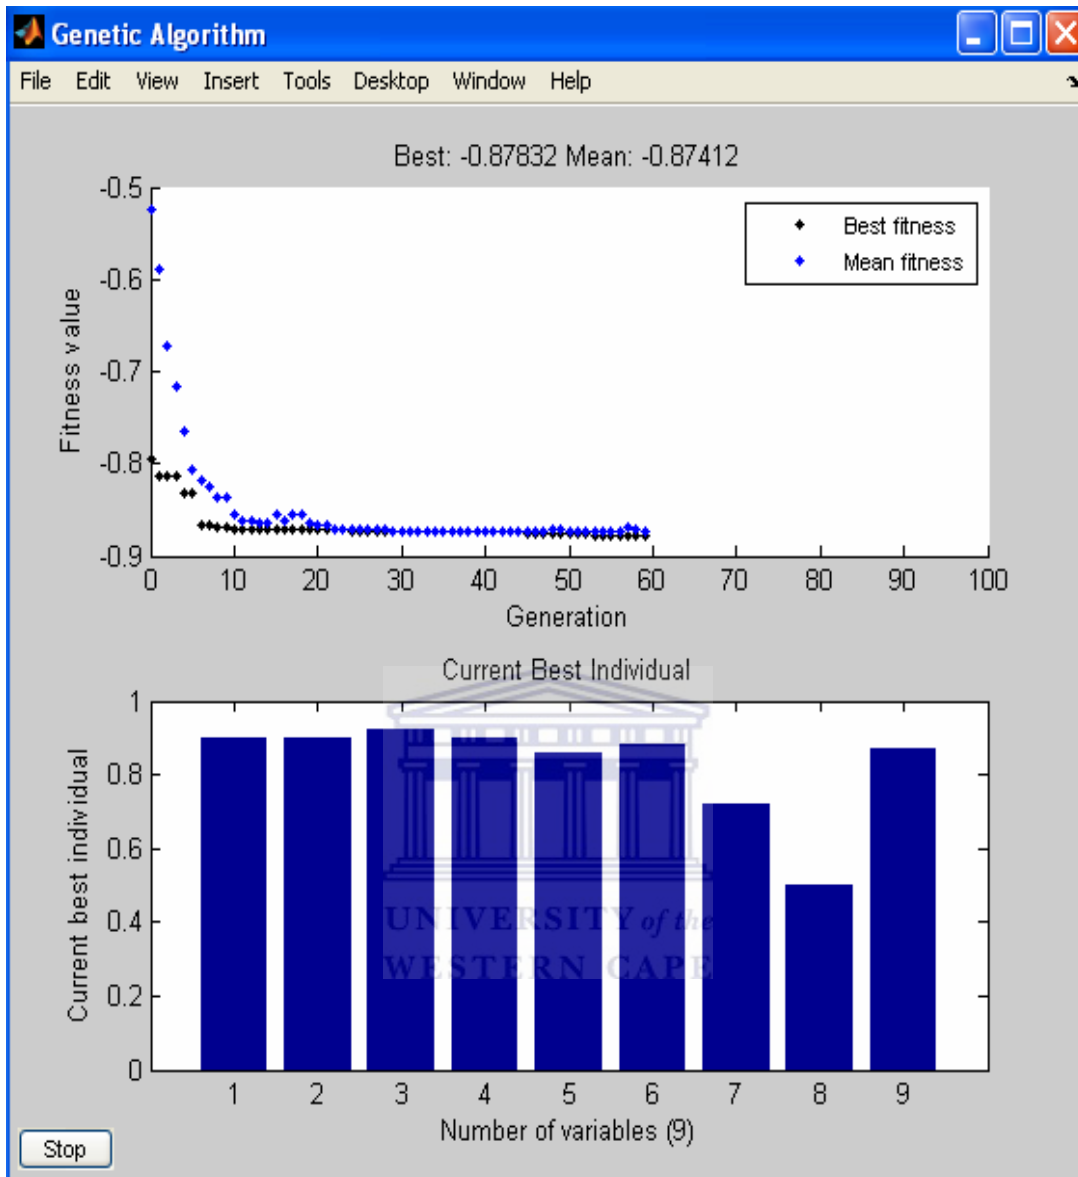 Genetic Algorithm
File Edit View Insert Tools Desktop Window Help
Best: -0.87832 Mean: -0.87412
-0.5
-0.6
-0.7
-0.8
-0.9
Fitness value
Best fitness
Mean fitness
0 10 20 30 40 50 60 70 80 90 100
Generation
Current Best Individual
1
0.8
0.6
0.4
0.2
0
Current best individual
UNIVERSITY of the
WESTERN CAPE
1 2 3 4 5 6 7 8 9
Number of variables (9)
Stop